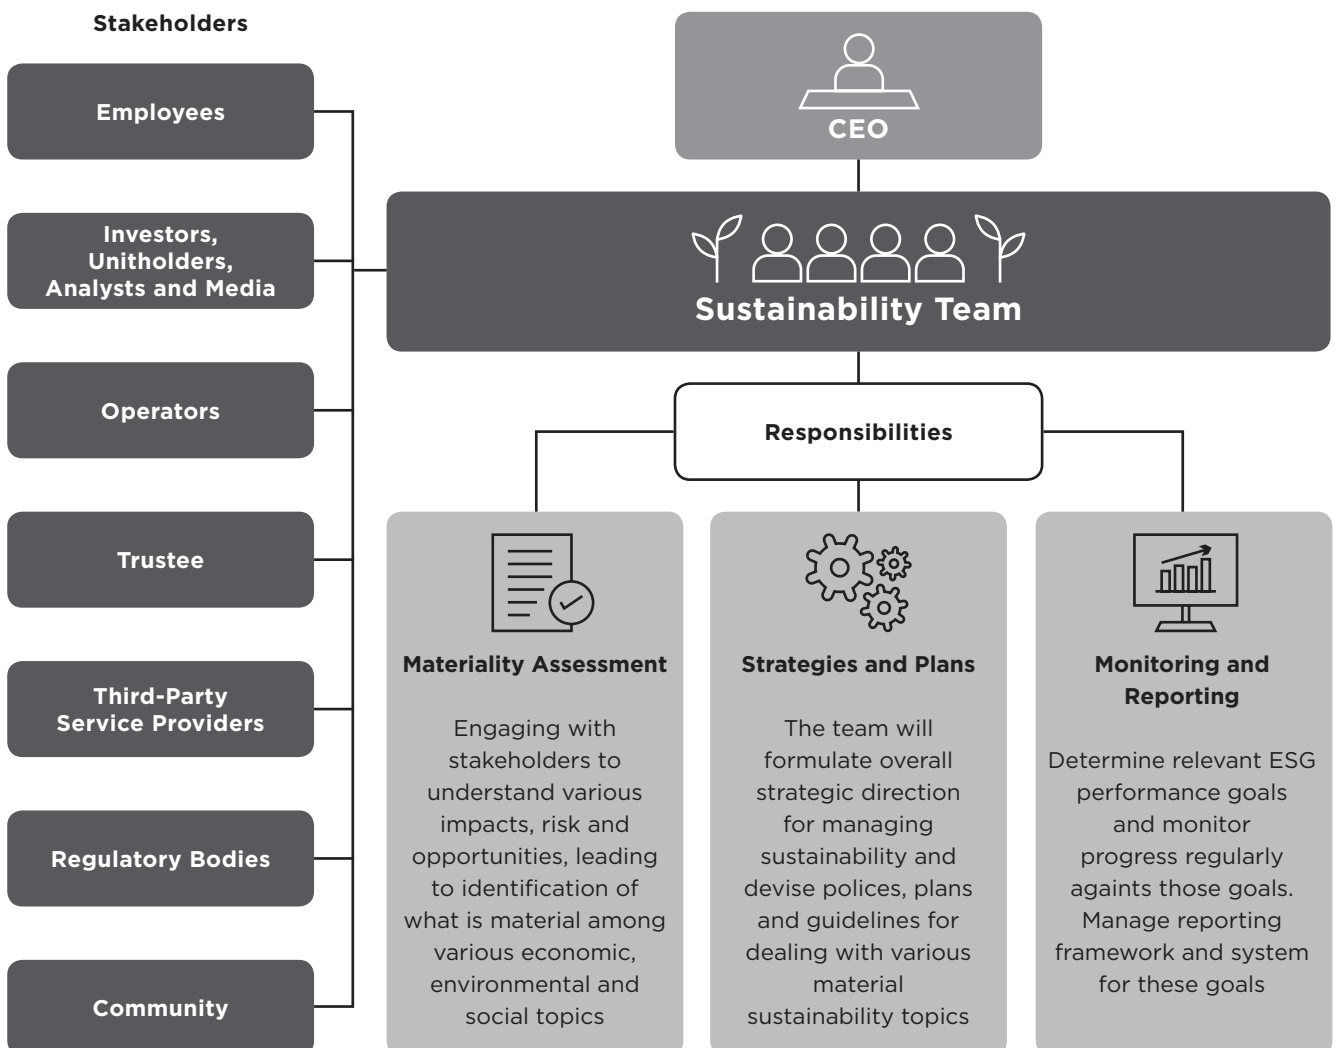 Stakeholders
Employees
Investors,
Unitholders,
Analysts and Media
Operators
Trustee
Third-Party
Service Providers
Regulatory Bodies
Community
CEO
Sustainability Team
Responsibilities
Materiality Assessment
Engaging with
stakeholders to
understand various
impacts, risk and
opportunities, leading
to identification of
what is material among
various economic,
environmental and
social topics
Strategies and Plans
The team will
formulate overall
strategic direction
for managing
sustainability and
devise polices, plans
and guidelines for
dealing with various
material
sustainability topics
Monitoring and
Reporting
Determine relevant ESG
performance goals
and monitor
progress regularly
againts those goals.
Manage reporting
framework and system
for these goals